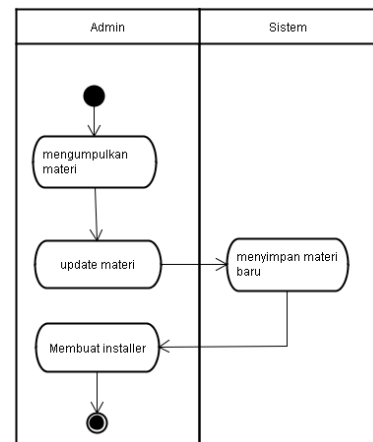 Admin
Sistem
mengumpulkan
materi
update materi
menyimpan materi
baru
Membuat installer